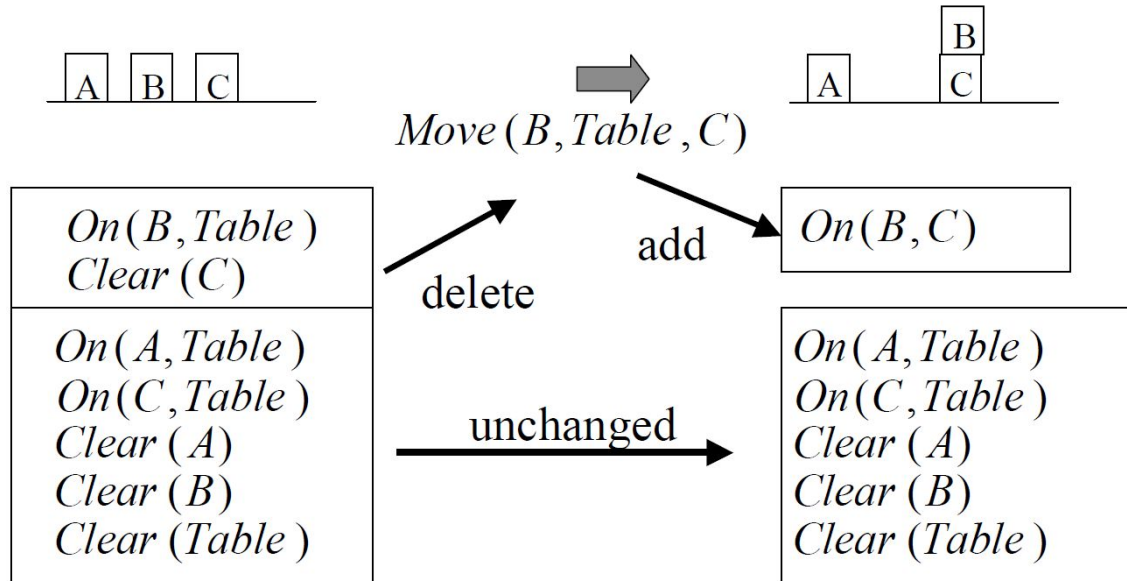 A B C
B
A C
Move(B,Table,C)
On(B,Table)
Clear(C)
delete
add
On(B,C)
On(A,Table)
On(C,Table)
Clear(A)
Clear(B)
Clear(Table)
unchanged
On(A,Table)
On(C,Table)
Clear(A)
Clear(B)
Clear(Table)